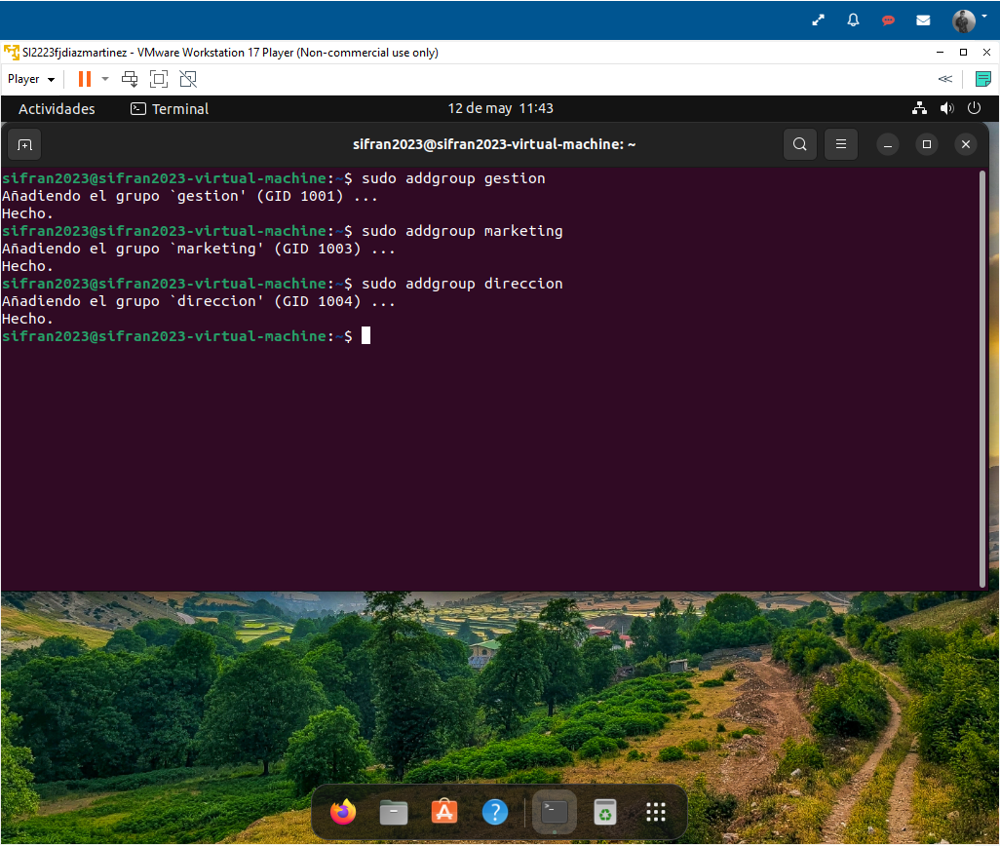 SI2223fjdiazmartinez - VMware Workstation 17 Player (Non-commercial use only)
Player
Actividades
Terminal
12 de may 11:43
sifran2023@sifran2023-virtual-machine: ~
sifran2023@sifran2023-virtual-machine:~$ sudo addgroup gestion
Añadiendo el grupo `gestion' (GID 1001) ...
Hecho.
sifran2023@sifran2023-virtual-machine:~$ sudo addgroup marketing
Añadiendo el grupo `marketing' (GID 1003) ...
Hecho.
sifran2023@sifran2023-virtual-machine:~$ sudo addgroup direccion
Añadiendo el grupo `direccion' (GID 1004) ...
Hecho.
sifran2023@sifran2023-virtual-machine:~$